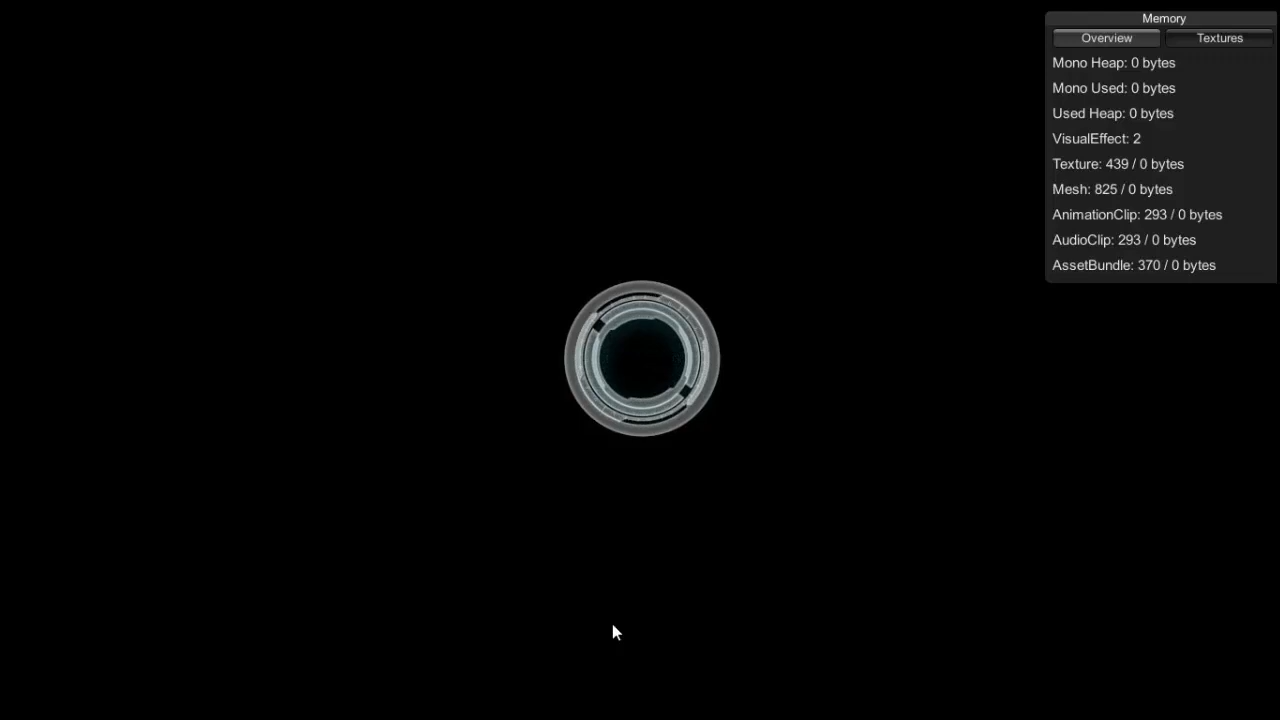 Memory
Overview Textures
Mono Heap: 0 bytes
Mono Used: 0 bytes
Used Heap: 0 bytes
VisualEffect: 2
Texture: 439 / 0 bytes
Mesh: 825 / 0 bytes
AnimationClip: 293 / 0 bytes
AudioClip: 293 / 0 bytes
AssetBundle: 370 / 0 bytes